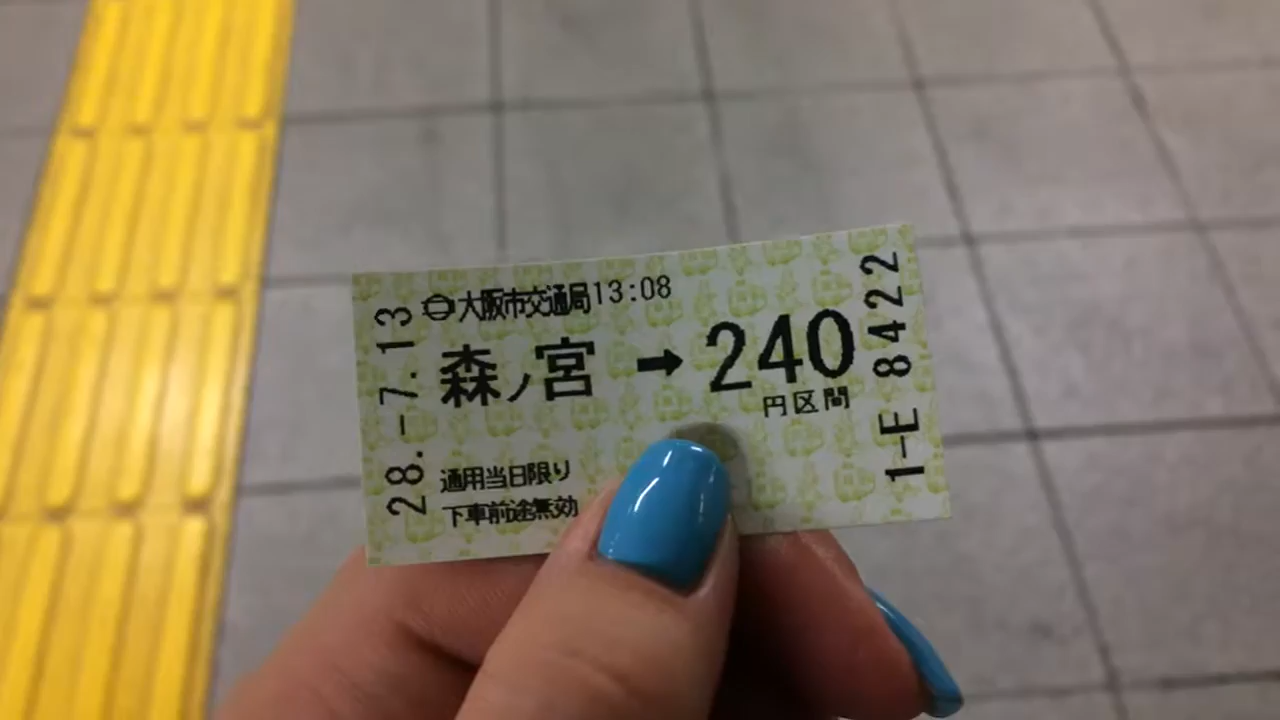 大阪市交通局13:08
森ノ宮 ➡ 240
円区間
通用当日限り
下車前途無効
28.-7.13
1-E 8422